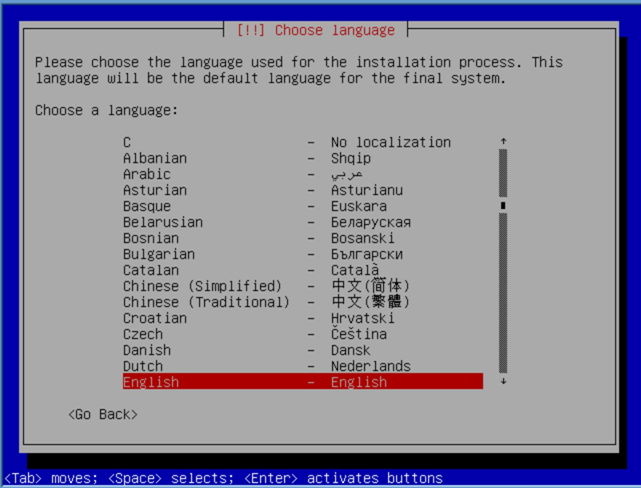 [!!] Choose language
Please choose the language used for the installation process. This
language will be the default language for the final system.
Choose a language:
C - No localization ↑
Albanian - Shqip
Arabic - عربي
Asturian - Asturianu
Basque - Euskara
Belarusian - Беларуская
Bosnian - Bosanski
Bulgarian - Български
Catalan - Català
Chinese (Simplified) - 中文(简体)
Chinese (Traditional) - 中文(繁體)
Croatian - Hrvatski
Czech - Čeština
Danish - Dansk
Dutch - Nederlands
English - English ↓
<Go Back>
<Tab> moves; <Space> selects; <Enter> activates buttons